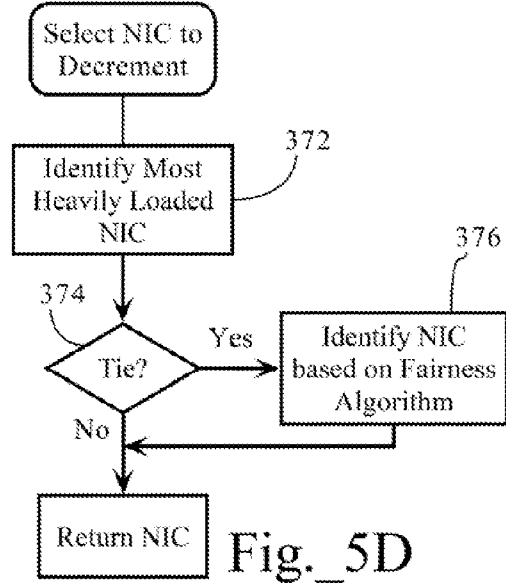 Select NIC to
Decrement
372
Identify Most
Heavily Loaded
NIC
374
Tie?
Yes
376
Identify NIC
based on Fairness
Algorithm
No
Return NIC
Fig._5D